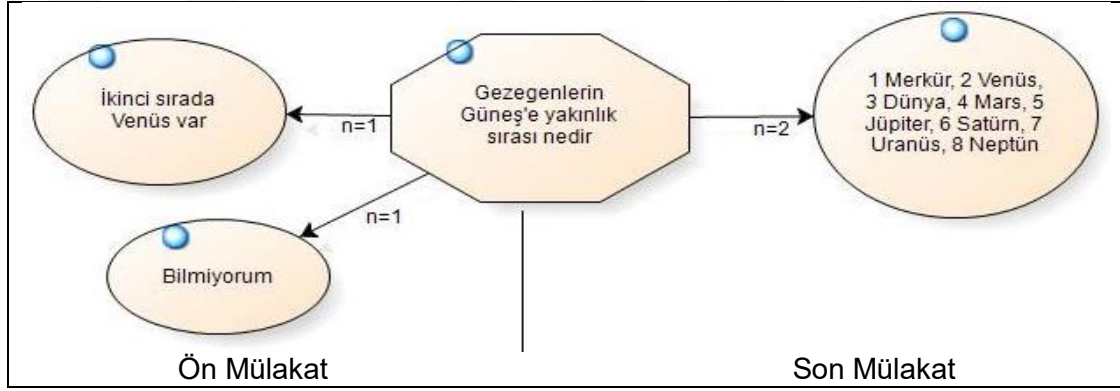 İkinci sırada
Venüs var
n=1
Gezegenlerin
Güneş'e yakınlık
sırası nedir
n=2
1 Merkür, 2 Venüs,
3 Dünya, 4 Mars, 5
Jüpiter, 6 Satürn, 7
Uranüs, 8 Neptün
n=1
Bilmiyorum
Ön Mülakat
Son Mülakat